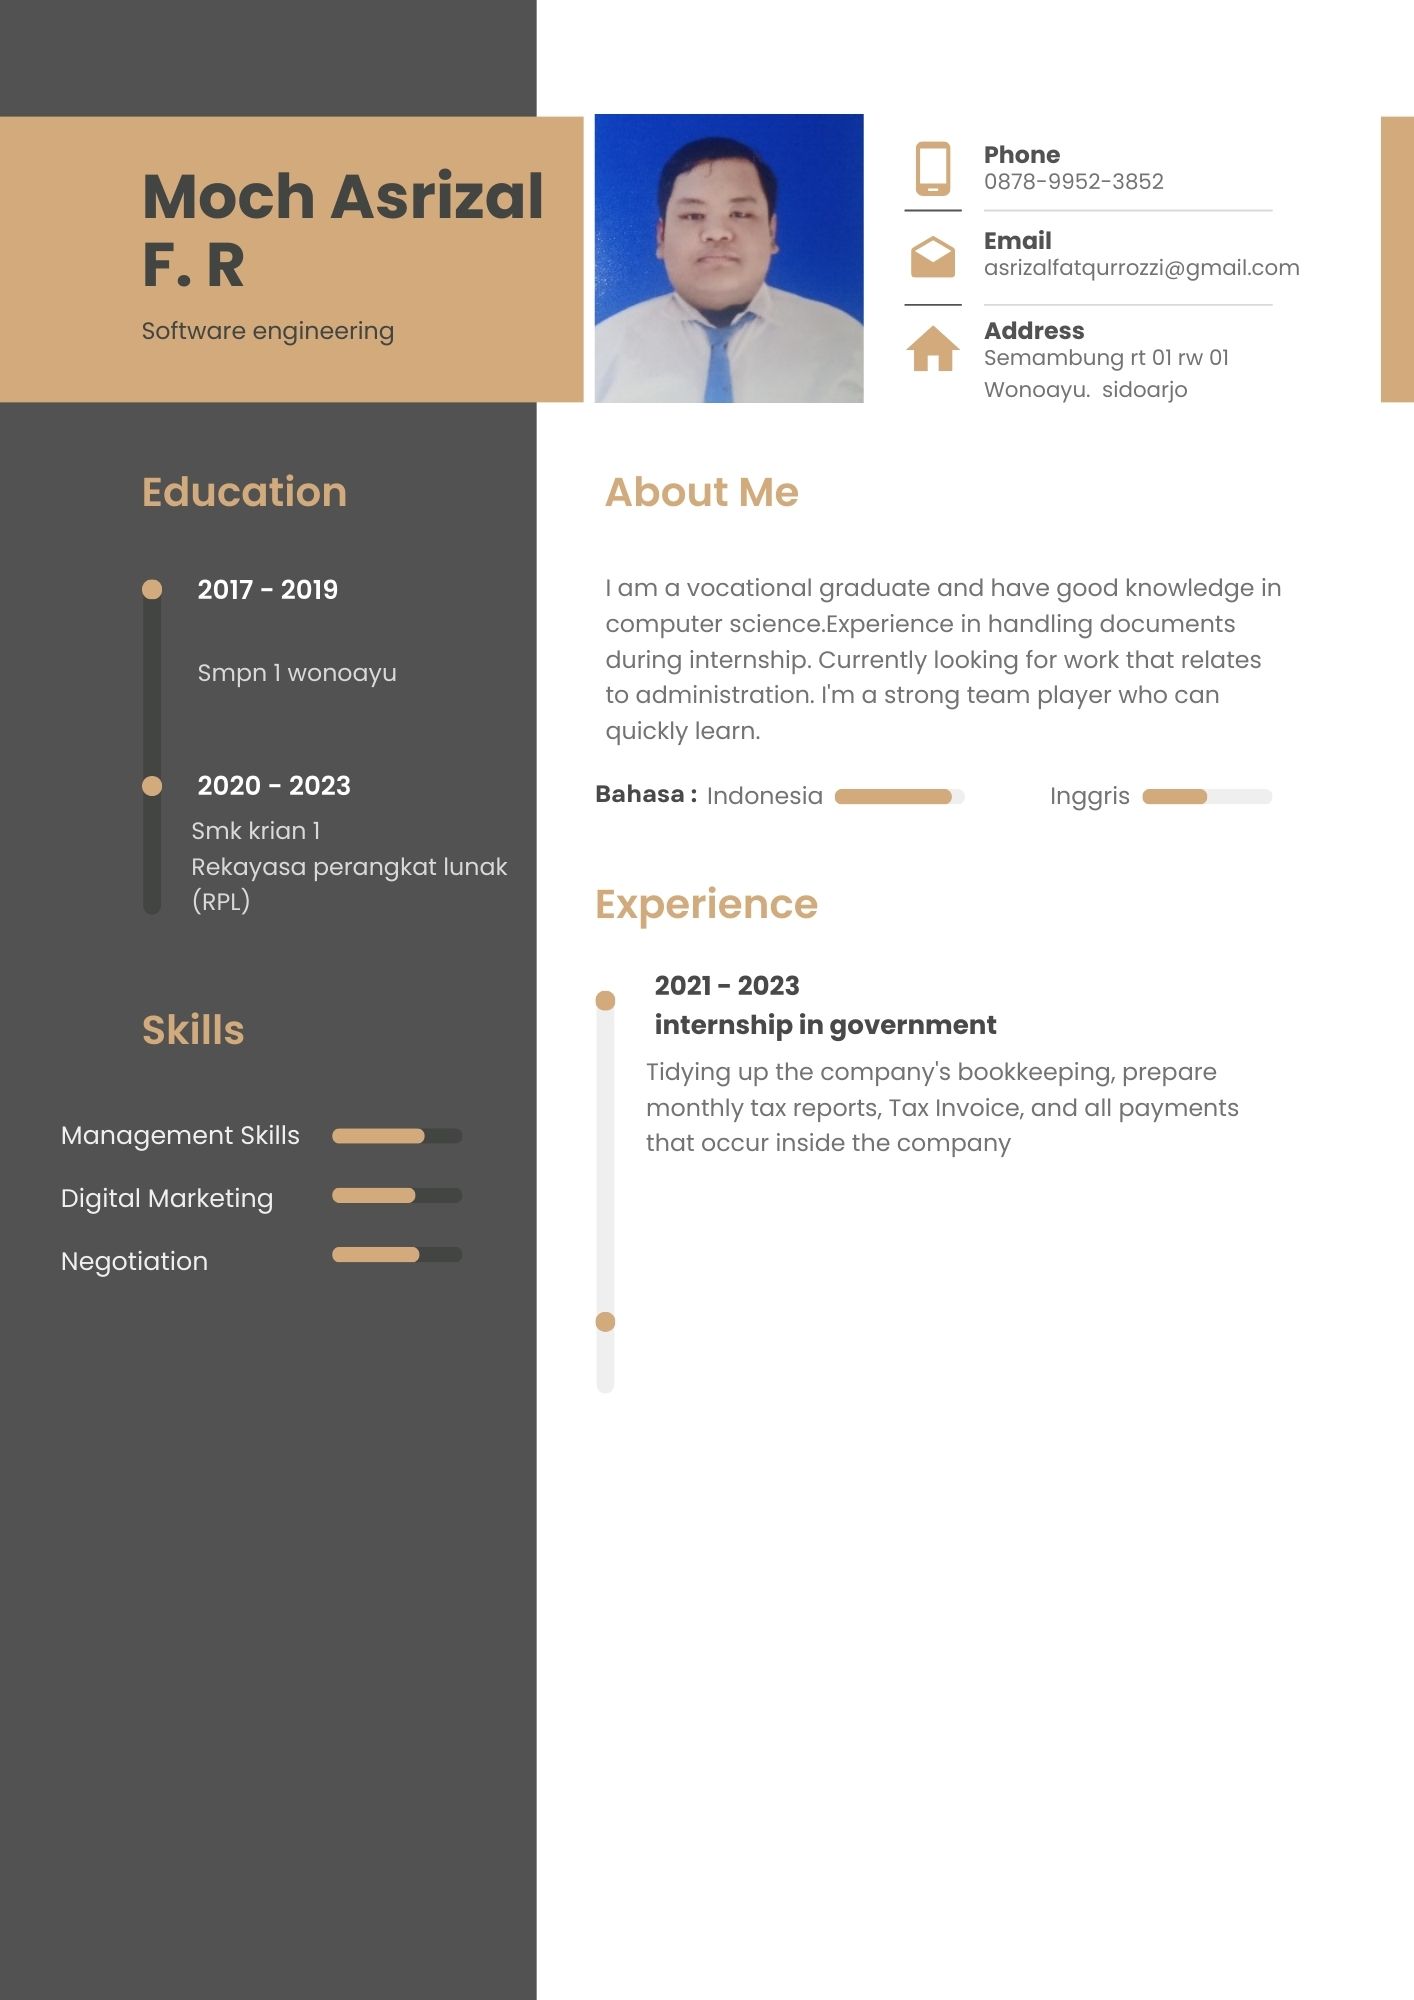 Moch Asrizal
F. R
Software engineering
Phone
0878-9952-3852
Email
asrizalfatqurrozzi@gmail.com
Address
Semambung rt 01 rw 01
Wonoayu.  sidoarjo
Education
2017 - 2019
Smpn 1 wonoayu
2020 - 2023
Smk krian 1
Rekayasa perangkat lunak
(RPL)
Skills
Management Skills
Digital Marketing
Negotiation
About Me
I am a vocational graduate and have good knowledge in
computer science.Experience in handling documents
during internship. Currently looking for work that relates
to administration. I'm a strong team player who can
quickly learn.
Bahasa : Indonesia Inggris
Experience
2021 - 2023
internship in government
Tidying up the company's bookkeeping, prepare
monthly tax reports, Tax Invoice, and all payments
that occur inside the company